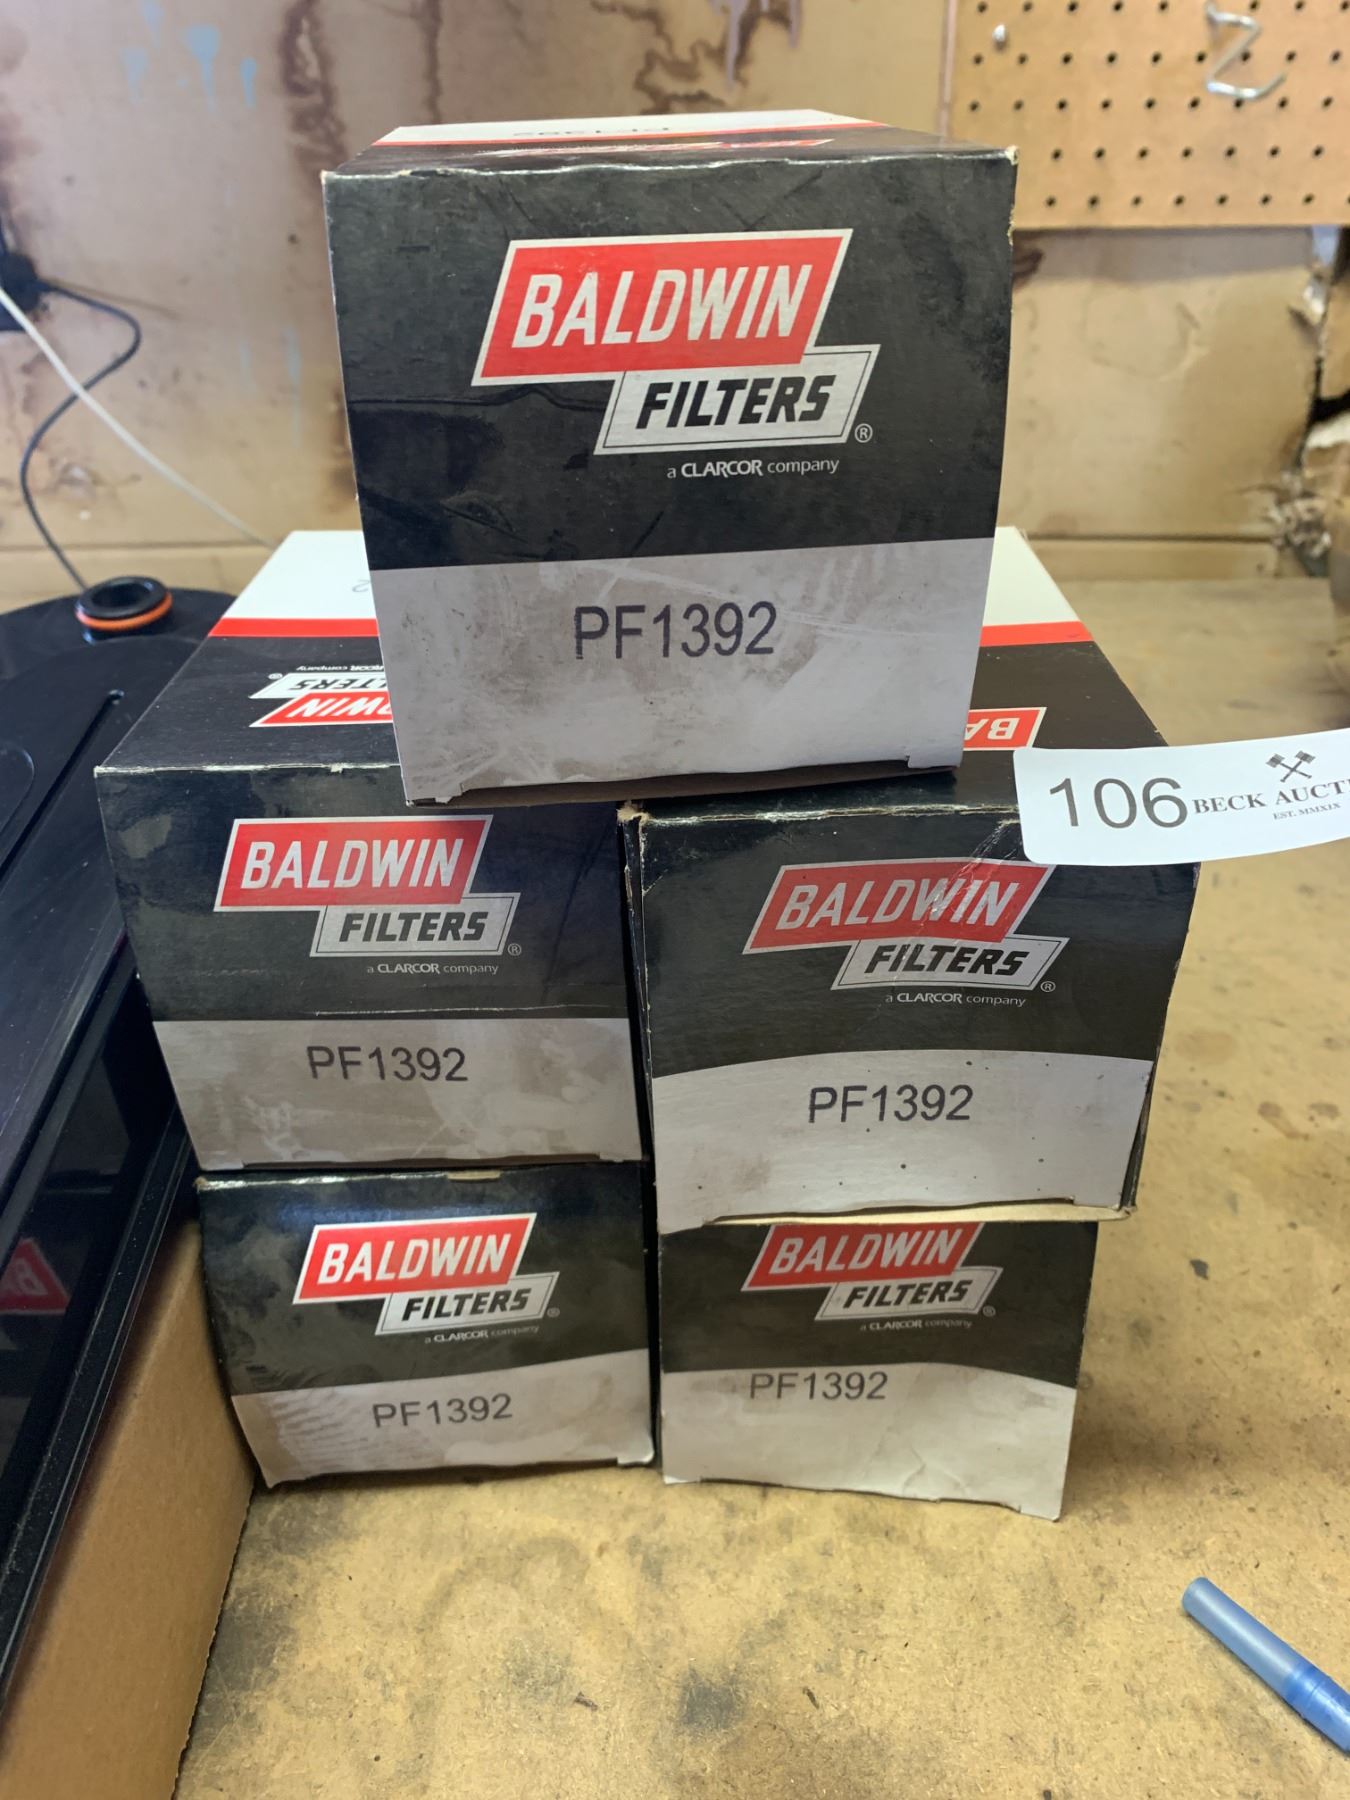 BALDWIN
FILTERS®
a CLARCOR company
PF1392
106 BECK AUCTI
EST. MMXIX
BALDWIN
FILTERS®
a CLARCOR company
PF1392
BALDWIN
FILTERS®
a CLARCOR company
PF1392
BALDWIN
FILTERS®
a CLARCOR company
PF1392
BALDWIN
FILTERS®
a CLARCOR company
PF1392